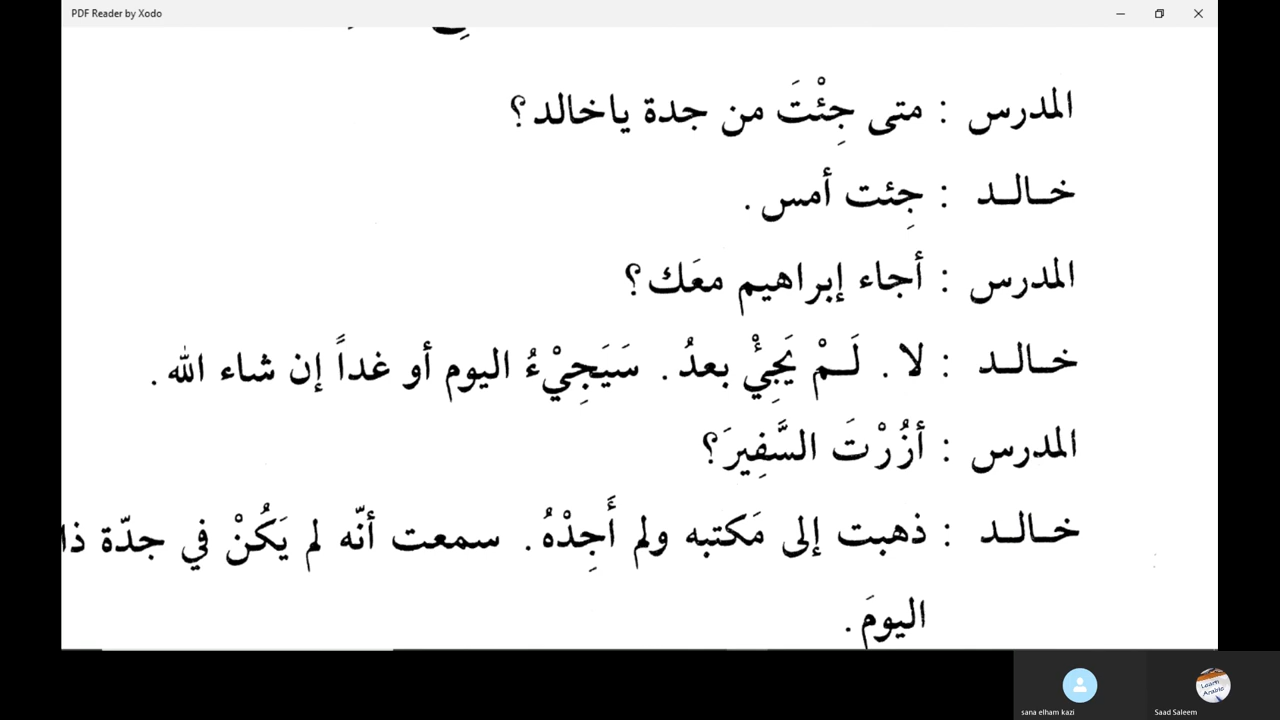 PDF Reader by Xodo
المدرس : متى جِئْتَ من جدة ياخالد؟
خـالـد : جِئت أمس .
المدرس : أجاء إبراهيم معَك؟
خـالـد : لا . لَـمْ يَجِئْ بعدُ . سَيَجِيْءُ اليوم أو غداً إن شاء الله .
المدرس : أزُرْتَ السَّفِيرَ؟
خـالـد : ذهبت إلى مَكتبه ولم أَجِدْهُ . سمعت أنّه لم يَكُنْ في جدّة
اليومَ .
sana elham kazi
Learn Arabic
Saad Saleem